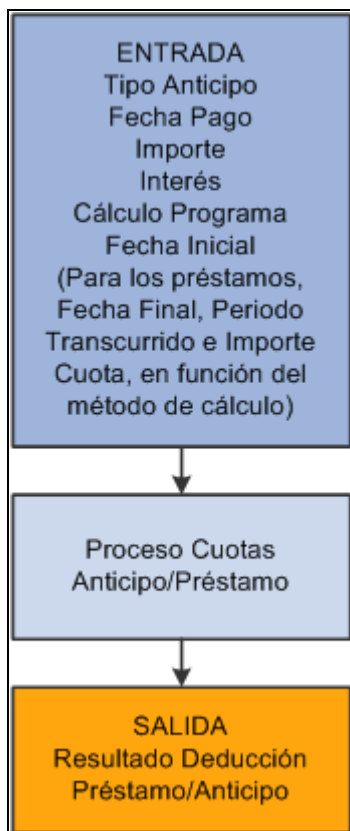 ENTRADA
Tipo Anticipo
Fecha Pago
Importe
Interés
Cálculo Programa
Fecha Inicial
(Para los préstamos,
Fecha Final, Periodo
Transcurrido e Importe
Cuota, en función del
método de cálculo)
Proceso Cuotas
Anticipo/Préstamo
SALIDA
Resultado Deducción
Préstamo/Anticipo